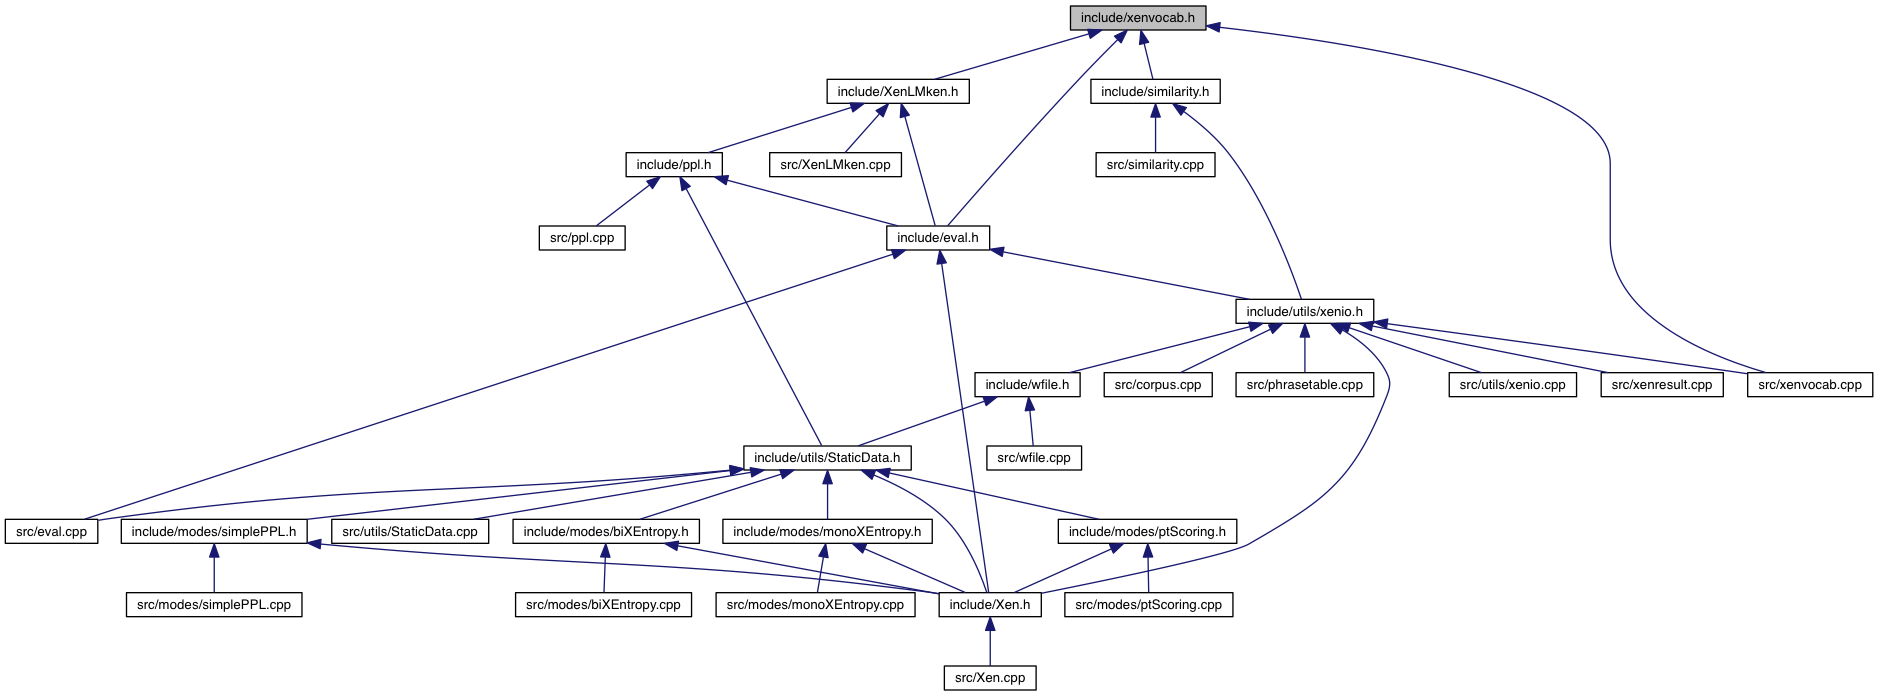 include/xenvocab.h
include/XenLMken.h
include/similarity.h
include/ppl.h
src/XenLMken.cpp
src/similarity.cpp
src/ppl.cpp
include/eval.h
include/utils/xenio.h
include/wfile.h
src/corpus.cpp
src/phrasetable.cpp
src/utils/xenio.cpp
src/xenresult.cpp
src/xenvocab.cpp
include/utils/StaticData.h
src/wfile.cpp
src/eval.cpp
include/modes/simplePPL.h
src/utils/StaticData.cpp
include/modes/biXEntropy.h
include/modes/monoXEntropy.h
include/modes/ptScoring.h
src/modes/simplePPL.cpp
src/modes/biXEntropy.cpp
src/modes/monoXEntropy.cpp
include/Xen.h
src/modes/ptScoring.cpp
src/Xen.cpp